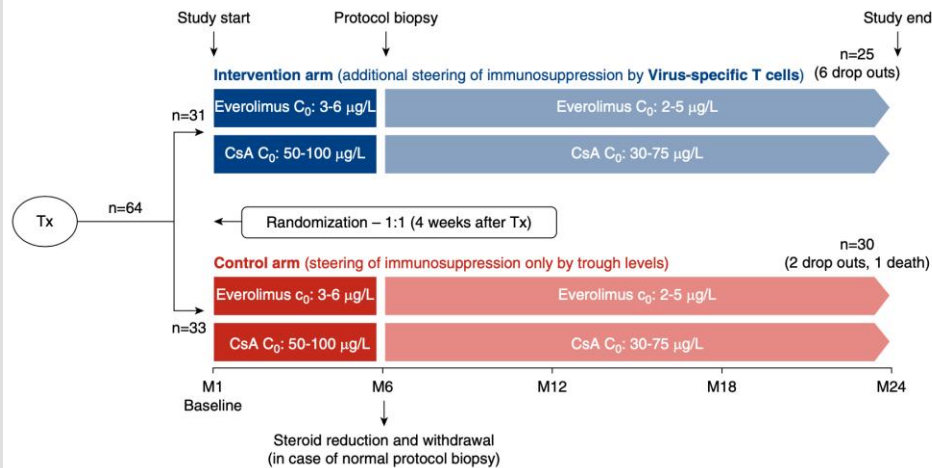 Study start
Protocol biopsy
Study end
n=25
(6 drop outs)
Intervention arm (additional steering of immunosuppression by Virus-specific T cells)
Everolimus C₀: 3-6 µg/L
Everolimus C₀: 2-5 µg/L
n=31
CsA C₀: 50-100 µg/L
CsA C₀: 30-75 µg/L
n=64
Tx
Randomization – 1:1 (4 weeks after Tx)
n=30
(2 drop outs, 1 death)
Control arm (steering of immunosuppression only by trough levels)
Everolimus c₀: 3-6 µg/L
Everolimus c₀: 2-5 µg/L
n=33
CsA C₀: 50-100 µg/L
CsA C₀: 30-75 µg/L
M1
M6
M12
M18
M24
Baseline
Steroid reduction and withdrawal
(in case of normal protocol biopsy)